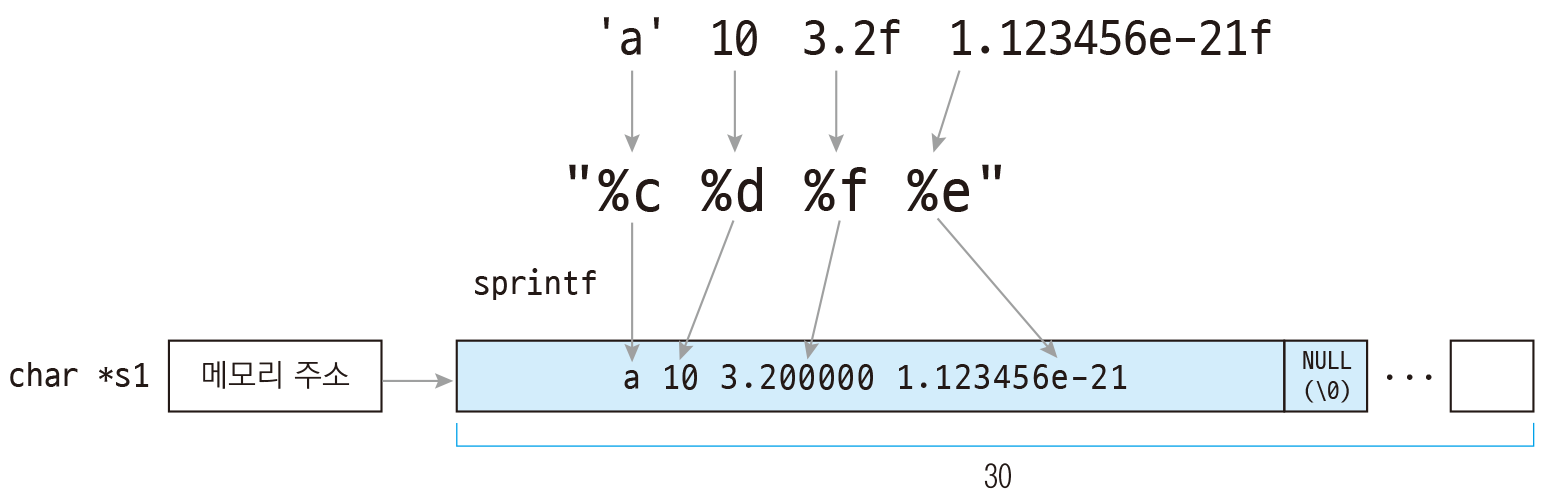 'a' 10 3.2f 1.123456e-21f
"%c %d %f %e"
sprintf
char *s1 메모리 주소 a 10 3.200000 1.123456e-21 NULL (\0) ...
30